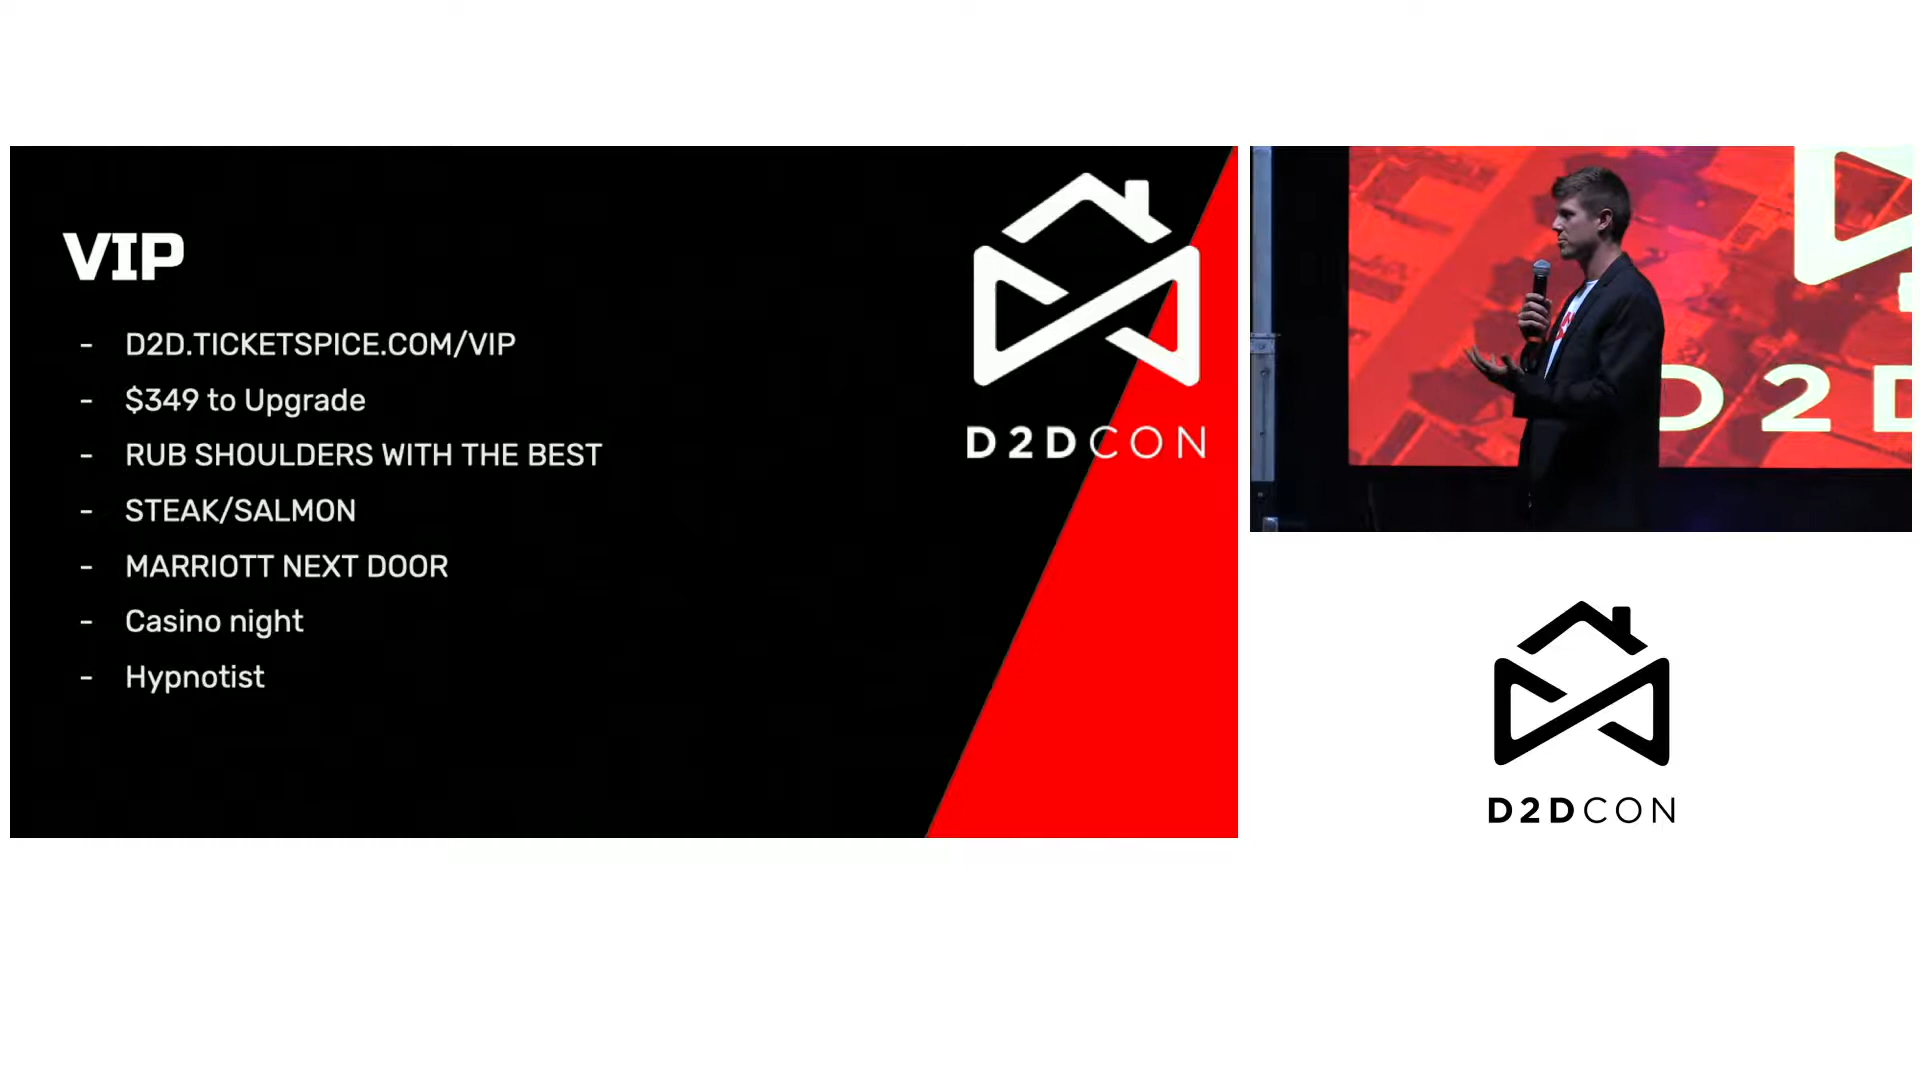 VIP
- D2D.TICKETSPICE.COM/VIP
- $349 to Upgrade
- RUB SHOULDERS WITH THE BEST
- STEAK/SALMON
- MARRIOTT NEXT DOOR
- Casino night
- Hypnotist
D2DCON
D2D
D2DCON